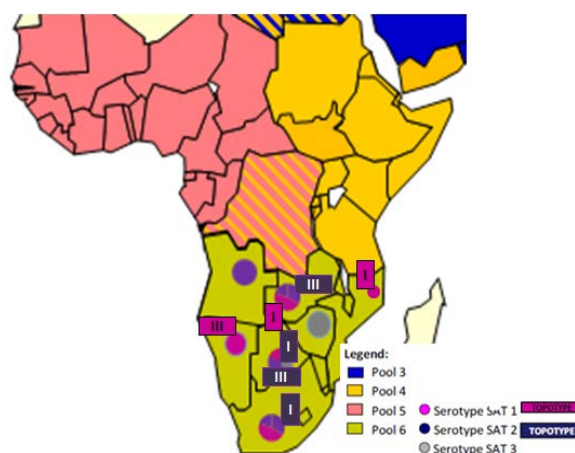 I
III
I
III
I
III
I
Legend:
Pool 3
Pool 4
Pool 5
Pool 6
Serotype SAT 1 TOPOTYPE
Serotype SAT 2 TOPOTYPE
Serotype SAT 3